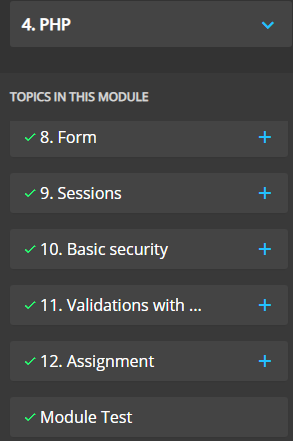 4. PHP
TOPICS IN THIS MODULE
8. Form
9. Sessions
10. Basic security
11. Validations with ...
12. Assignment
Module Test